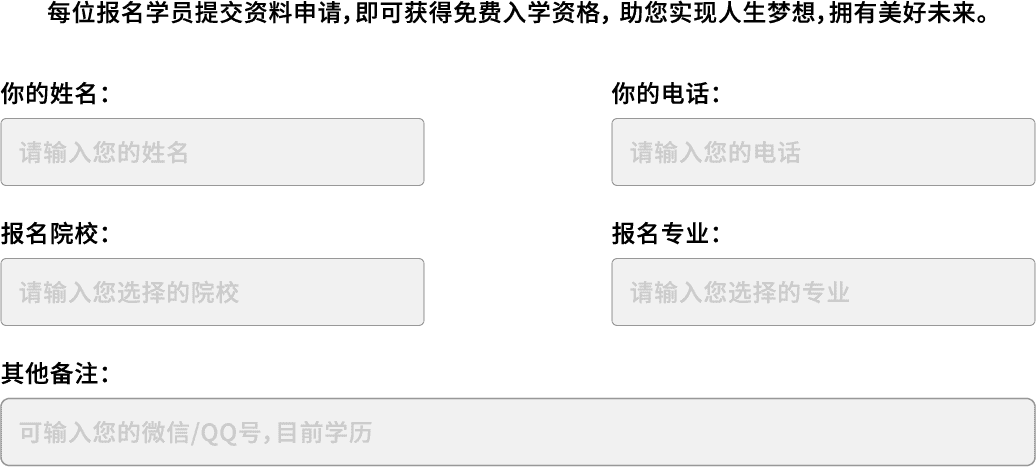 每位报名学员提交资料申请，即可获得免费入学资格，助您实现人生梦想，拥有美好未来。
你的姓名：
你的电话：
请输入您的姓名
请输入您的电话
报名院校：
报名专业：
请输入您选择的院校
请输入您选择的专业
其他备注：
可输入您的微信/QQ号，目前学历